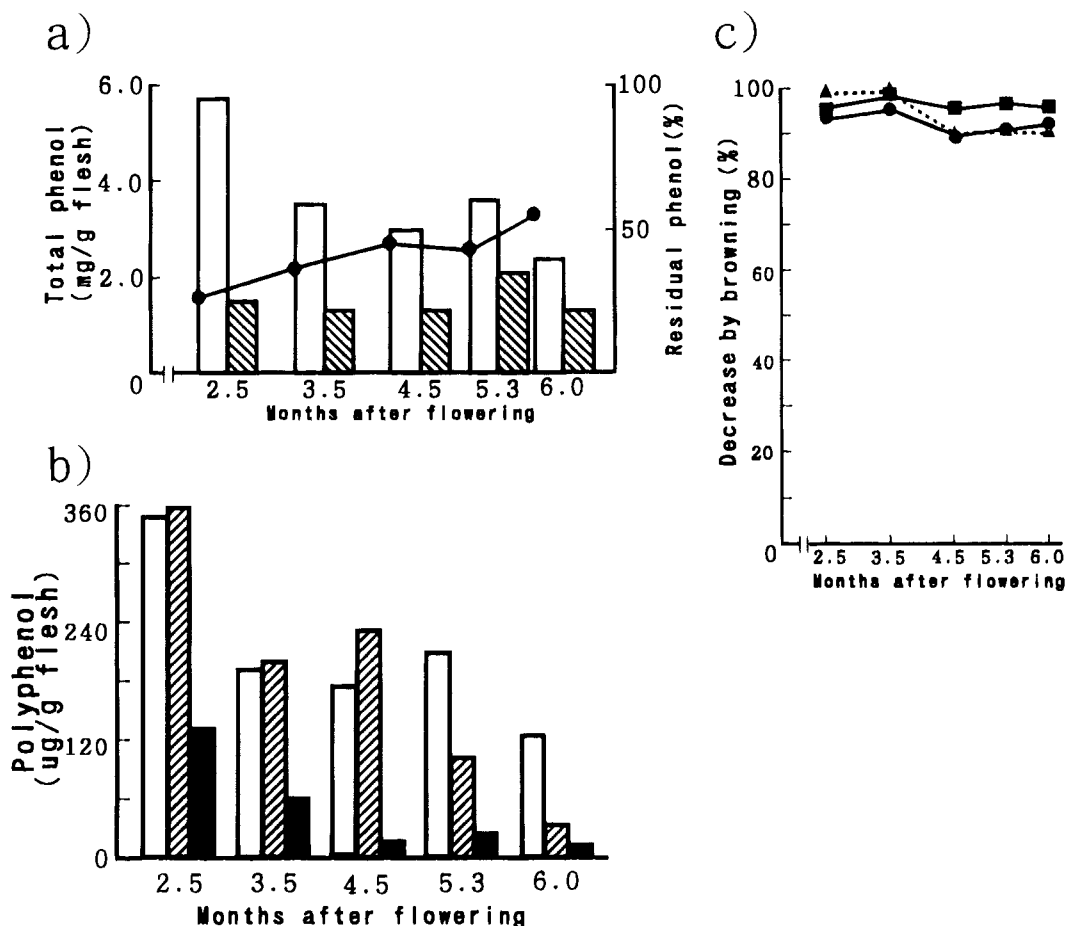 a)
6.0
4.0
2.0
0
Total phenol
(mg/g flesh)
100
50
Residual phenol(%)
2.5 3.5 4.5 5.3 6.0
Months after flowering
b)
360
240
120
0
Polyphenol
(ug/g flesh)
2.5 3.5 4.5 5.3 6.0
Months after flowering
c)
100
80
60
40
20
0
Decrease by browning (%)
2.5 3.5 4.5 5.3 6.0
Months after flowering